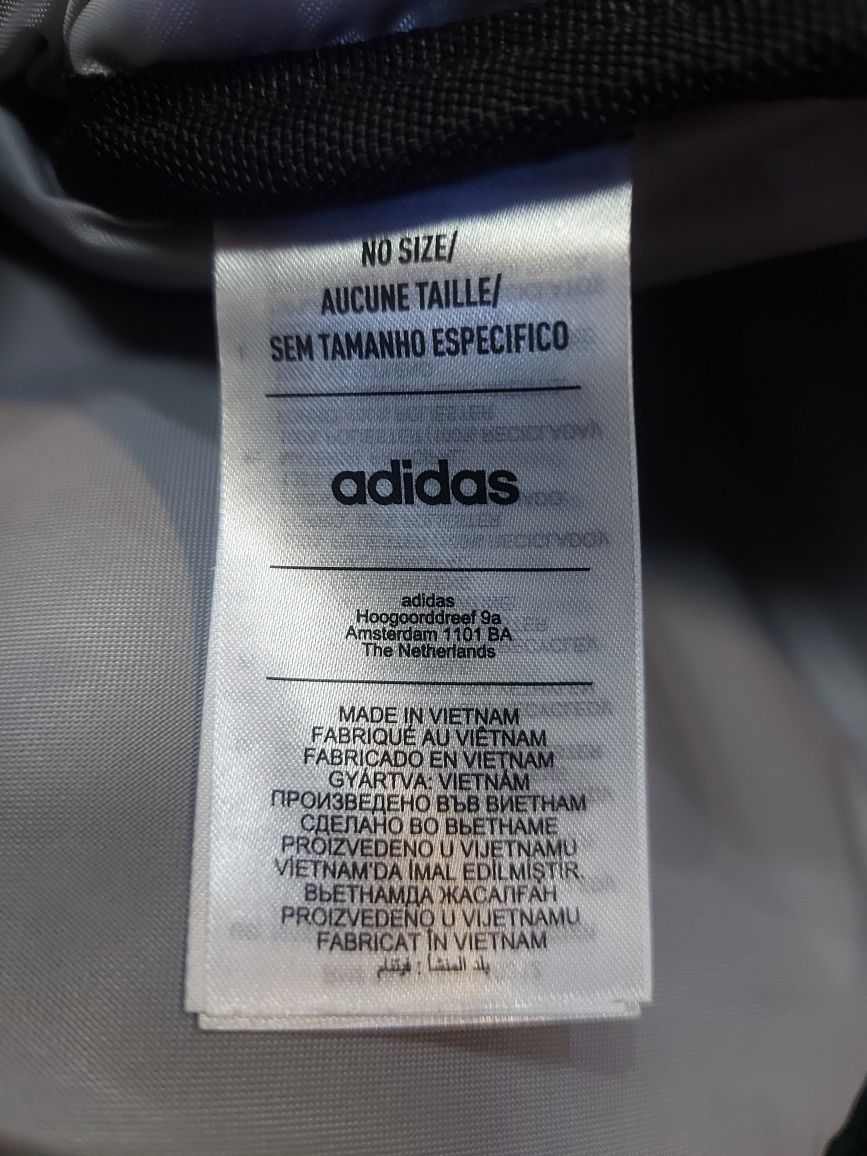 NO SIZE/
AUCUNE TAILLE/
SEM TAMANHO ESPECIFICO
adidas
adidas
Hoogoorddreef 9a
Amsterdam 1101 BA
The Netherlands
MADE IN VIETNAM
FABRIQUÉ AU VIÊTNAM
FABRICADO EN VIETNAM
GYÁRTVA: VIETNÁM
ПРОИЗВЕДЕНО ВЪВ ВИЕТНАМ
СДЕЛАНО ВО ВЬЕТНАМЕ
PROIZVEDENO U VIJETNAMU
VİETNAM'DA İMAL EDİLMİŞTİR.
ВЬЕТНАМДА ЖАСАЛҒАН
PROIZVEDENO U VIJETNAMU
FABRICAT ÎN VIETNAM
بلد المنشأ : فيتنام